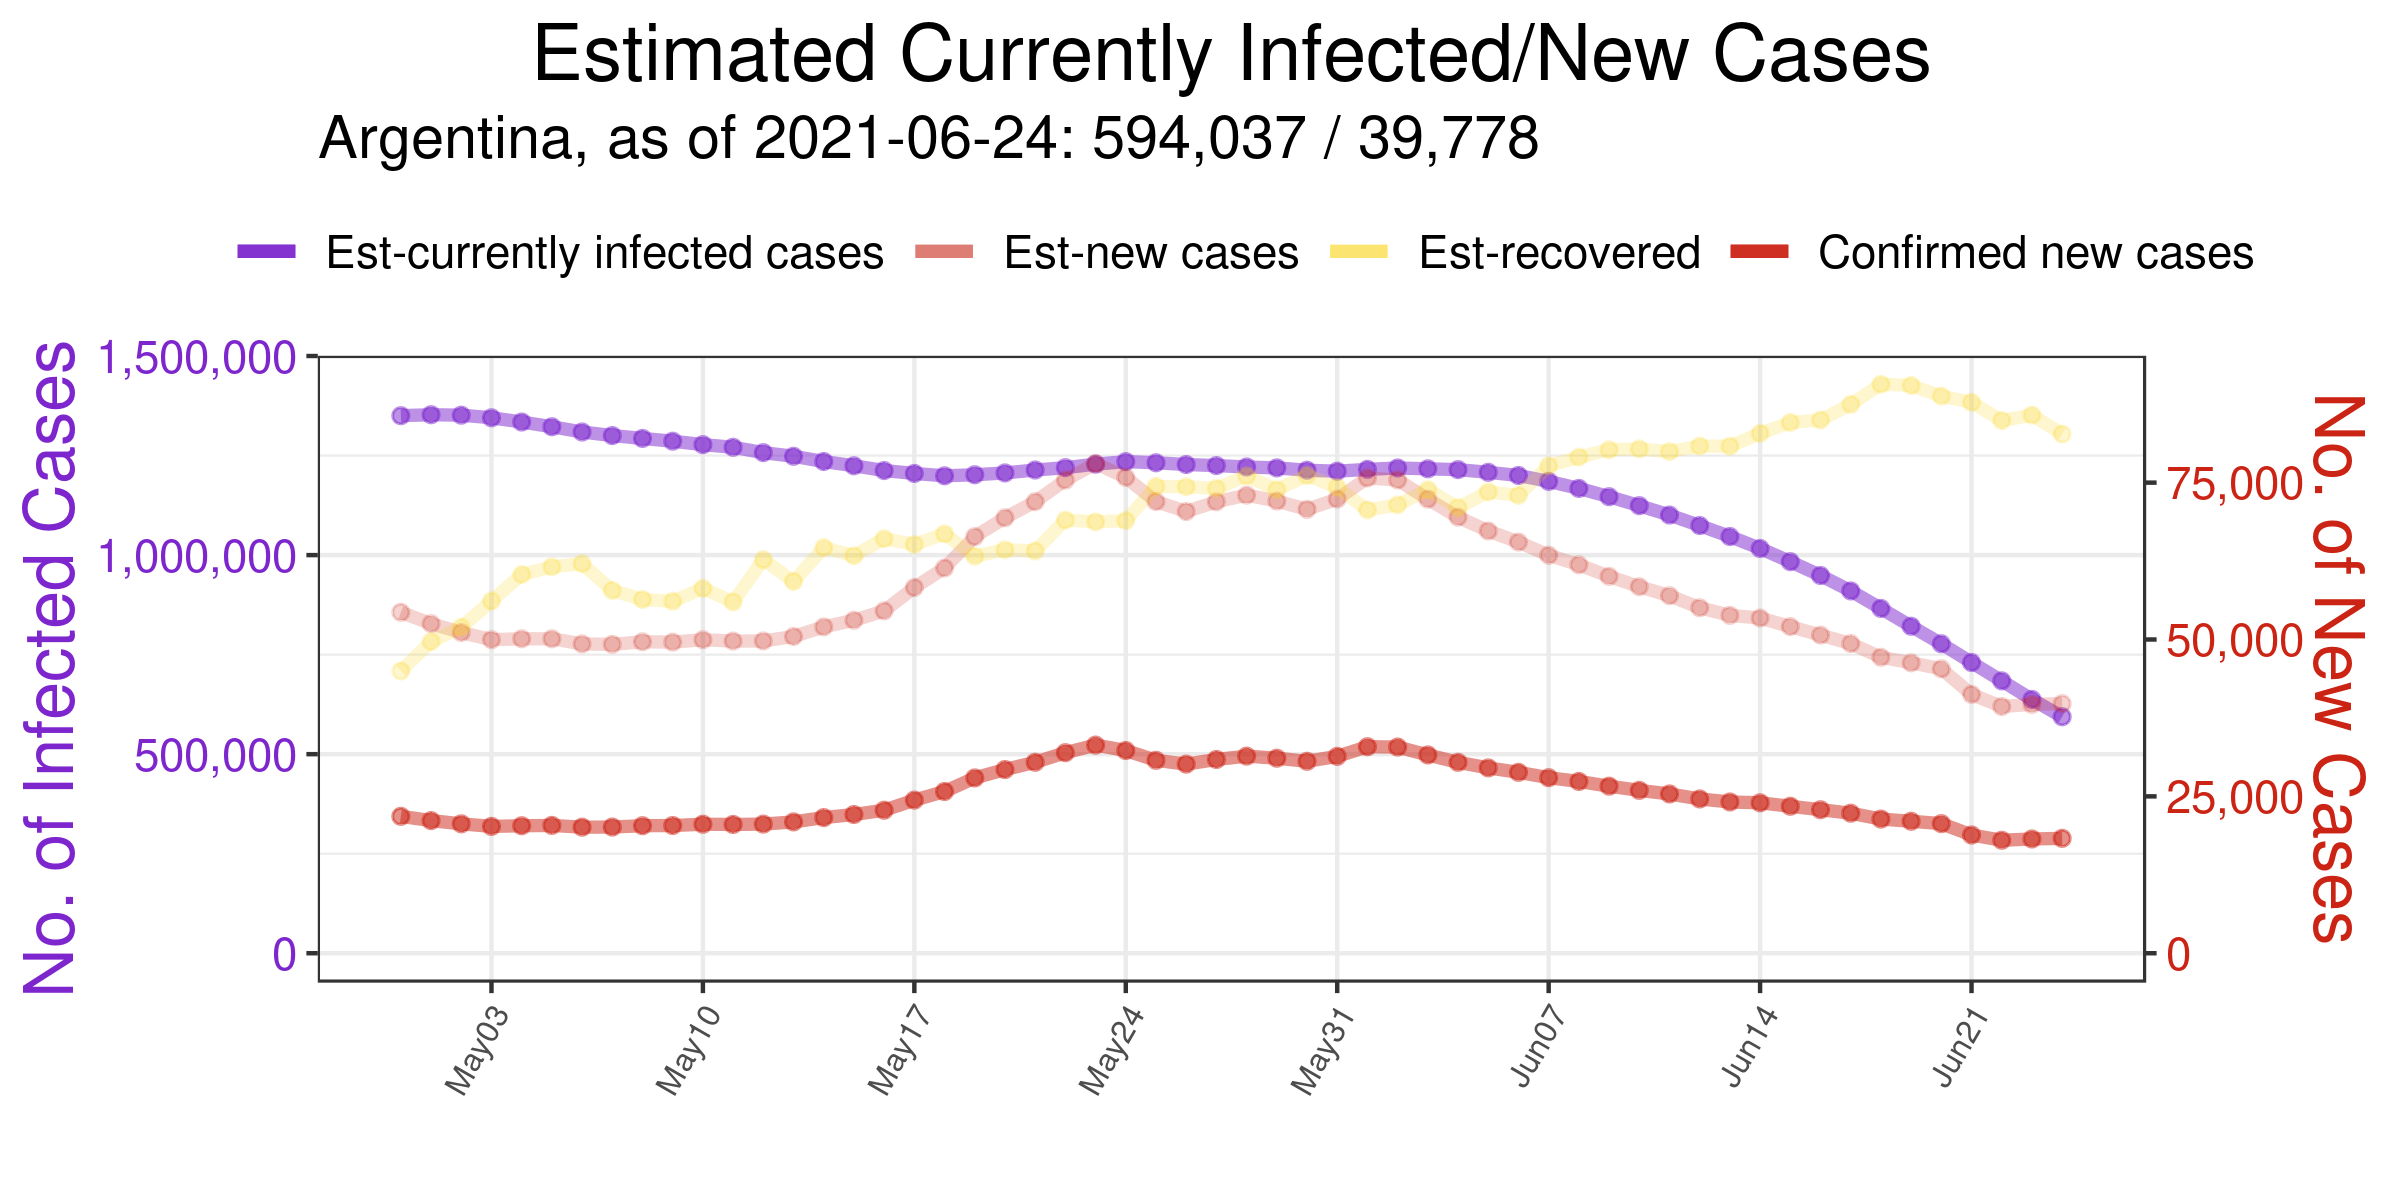 Estimated Currently Infected/New Cases
Argentina, as of 2021-06-24: 594,037 / 39,778
Est-currently infected cases Est-new cases Est-recovered Confirmed new cases
No. of Infected Cases
1,500,000
1,000,000
500,000
0
75,000
50,000
25,000
0
No. of New Cases
May03 May10 May17 May24 May31 Jun07 Jun14 Jun21